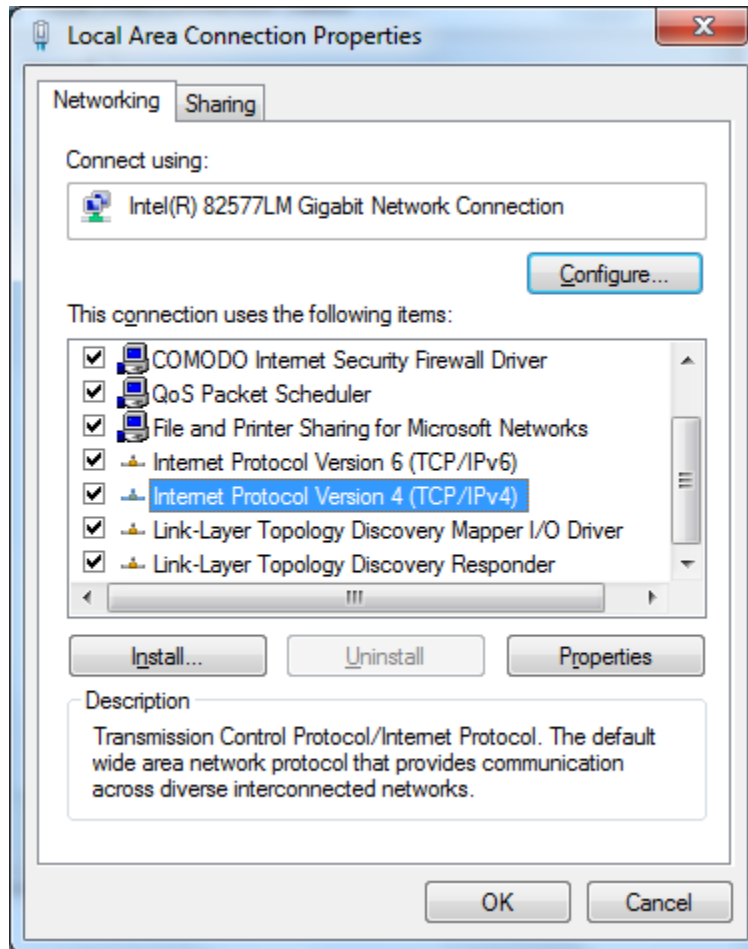 Local Area Connection Properties
Networking
Sharing
Connect using:
Intel(R) 82577LM Gigabit Network Connection
Configure...
This connection uses the following items:
COMODO Internet Security Firewall Driver
QoS Packet Scheduler
File and Printer Sharing for Microsoft Networks
Internet Protocol Version 6 (TCP/IPv6)
Internet Protocol Version 4 (TCP/IPv4)
Link-Layer Topology Discovery Mapper I/O Driver
Link-Layer Topology Discovery Responder
Install...
Uninstall
Properties
Description
Transmission Control Protocol/Internet Protocol. The default
wide area network protocol that provides communication
across diverse interconnected networks.
OK
Cancel